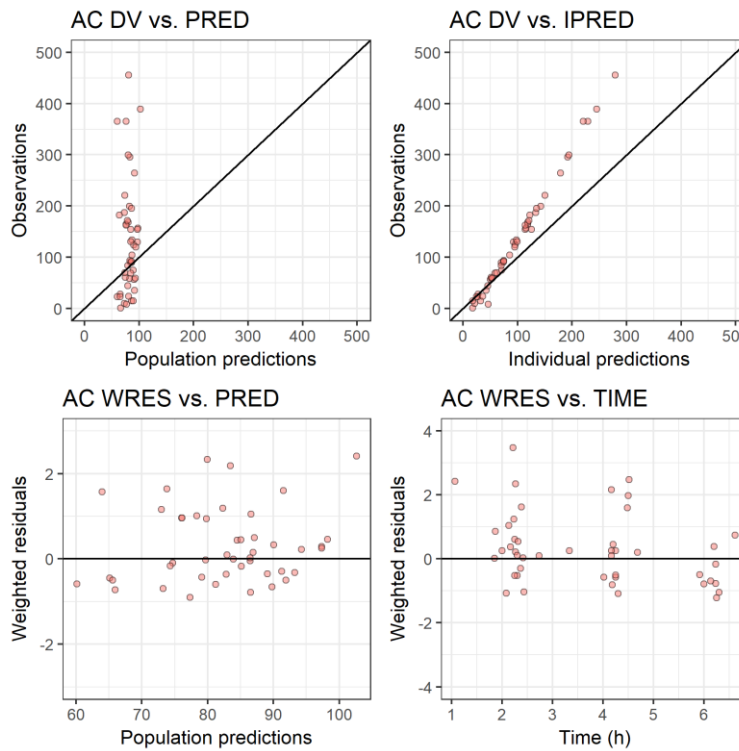 AC DV vs. PRED
500
400
300
200
100
0
Observations
0 100 200 300 400 500
Population predictions
AC DV vs. IPRED
500
400
300
200
100
0
Observations
0 100 200 300 400 500
Individual predictions
AC WRES vs. PRED
2
0
-2
Weighted residuals
60 70 80 90 100
Population predictions
AC WRES vs. TIME
4
2
0
-2
-4
Weighted residuals
1 2 3 4 5 6
Time (h)